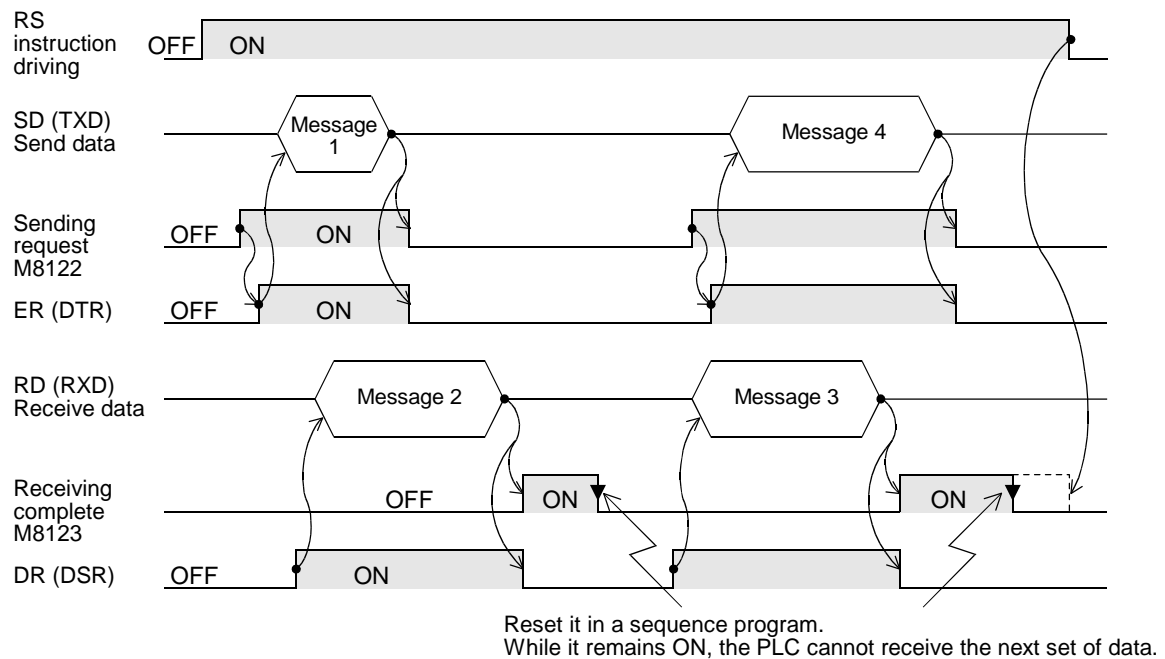 RS
instruction
driving
OFF
ON
SD (TXD)
Send data
Message
1
Message 4
Sending
request
M8122
OFF
ON
ER (DTR)
OFF
ON
RD (RXD)
Receive data
Message 2
Message 3
Receiving
complete
M8123
OFF
ON
ON
DR (DSR)
OFF
ON
Reset it in a sequence program.
While it remains ON, the PLC cannot receive the next set of data.